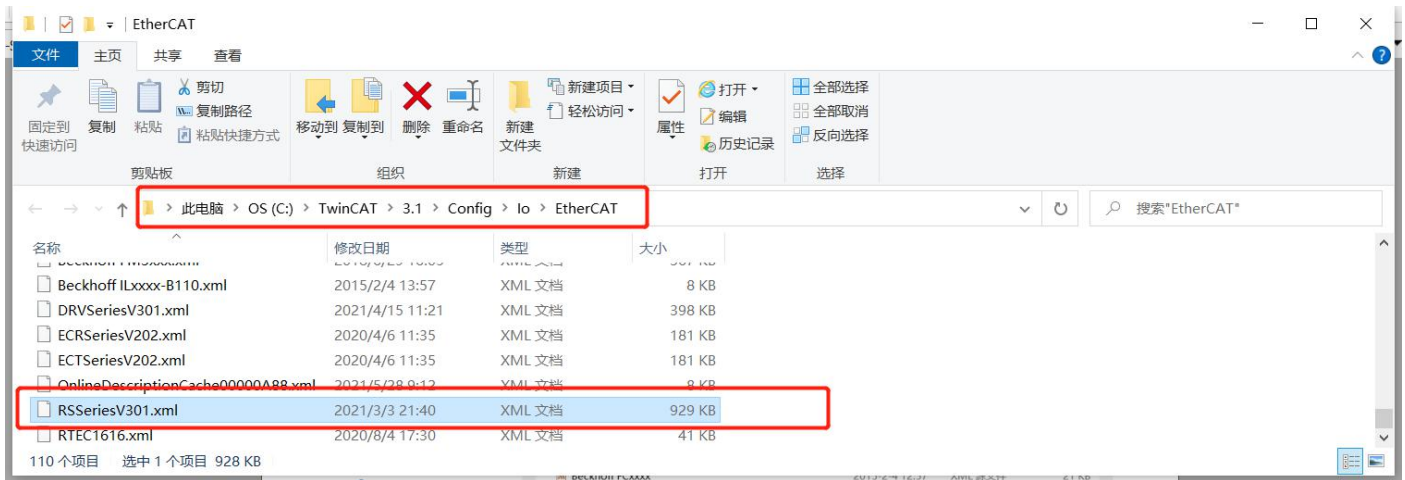 EtherCAT
文件 主页 共享 查看
固定到
快速访问
复制
粘贴
剪切
复制路径
粘贴快捷方式
剪贴板
移动到 复制到 删除 重命名
组织
新建
文件夹
新建项目
轻松访问
新建
属性
打开
编辑
历史记录
打开
全部选择
全部取消
反向选择
选择
此电脑 > OS (C:) > TwinCAT > 3.1 > Config > Io > EtherCAT
搜索"EtherCAT"
名称 修改日期 类型 大小
Beckhoff ILxxxx-B110.xml 2015/2/4 13:57 XML 文档 8 KB
DRVSeriesV301.xml 2021/4/15 11:21 XML 文档 398 KB
ECRSeriesV202.xml 2020/4/6 11:35 XML 文档 181 KB
ECTSeriesV202.xml 2020/4/6 11:35 XML 文档 181 KB
OnlineDescriptionCache00000A88.xml 2021/5/28 9:12 XML 文档 8 KB
RSSeriesV301.xml 2021/3/3 21:40 XML 文档 929 KB
RTEC1616.xml 2020/8/4 17:30 XML 文档 41 KB
110 个项目 选中 1 个项目 928 KB